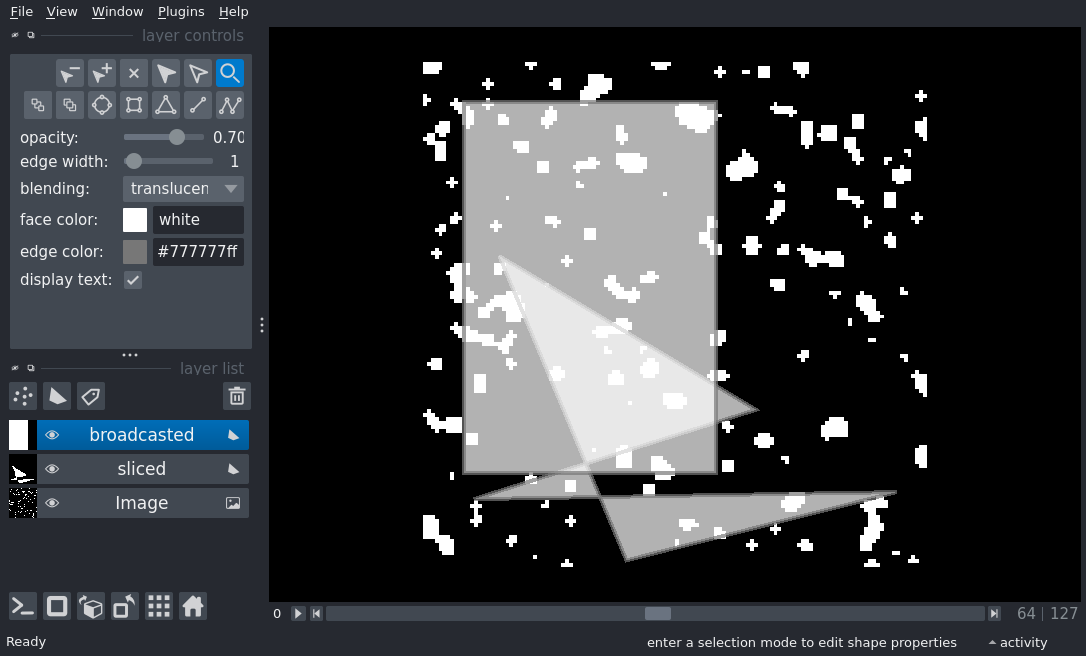 File View Window Plugins Help
layer controls
opacity: 0.70
edge width: 1
blending: translucen
face color: white
edge color: #777777ff
display text:
layer list
broadcasted
sliced
Image
0 64 | 127
Ready enter a selection mode to edit shape properties activity